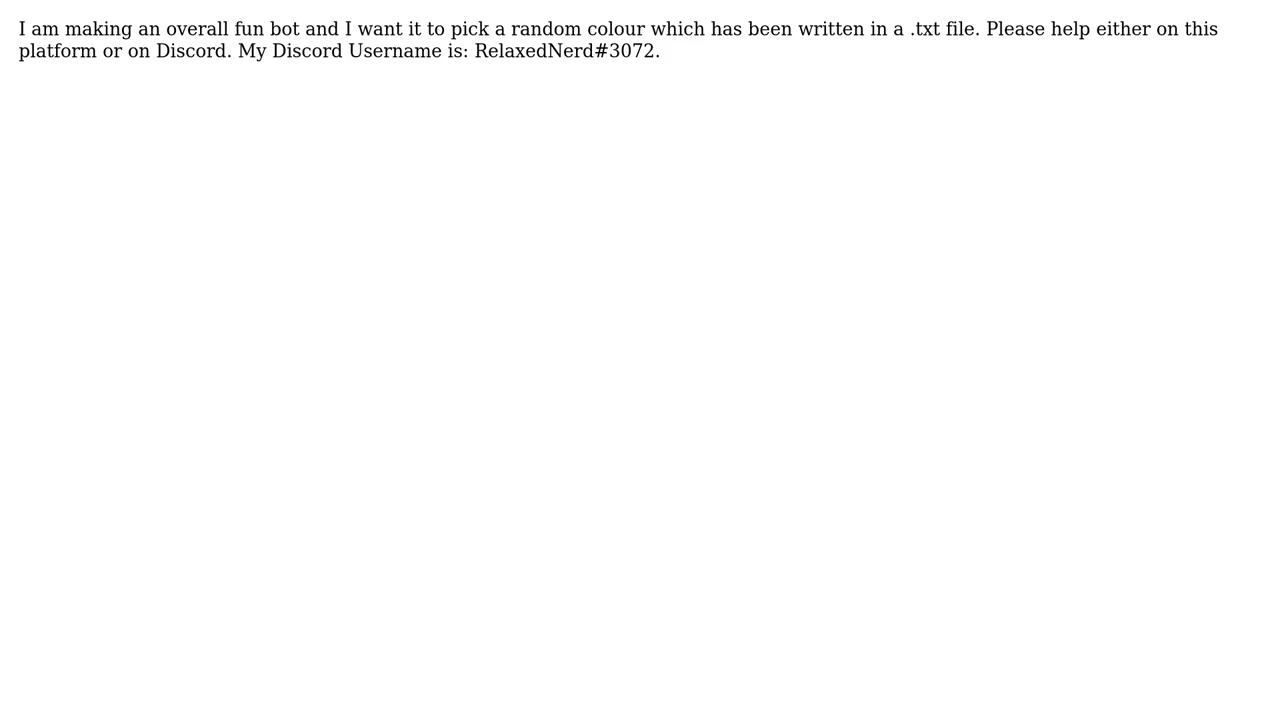 I am making an overall fun bot and I want it to pick a random colour which has been written in a .txt file. Please help either on this
platform or on Discord. My Discord Username is: RelaxedNerd#3072.